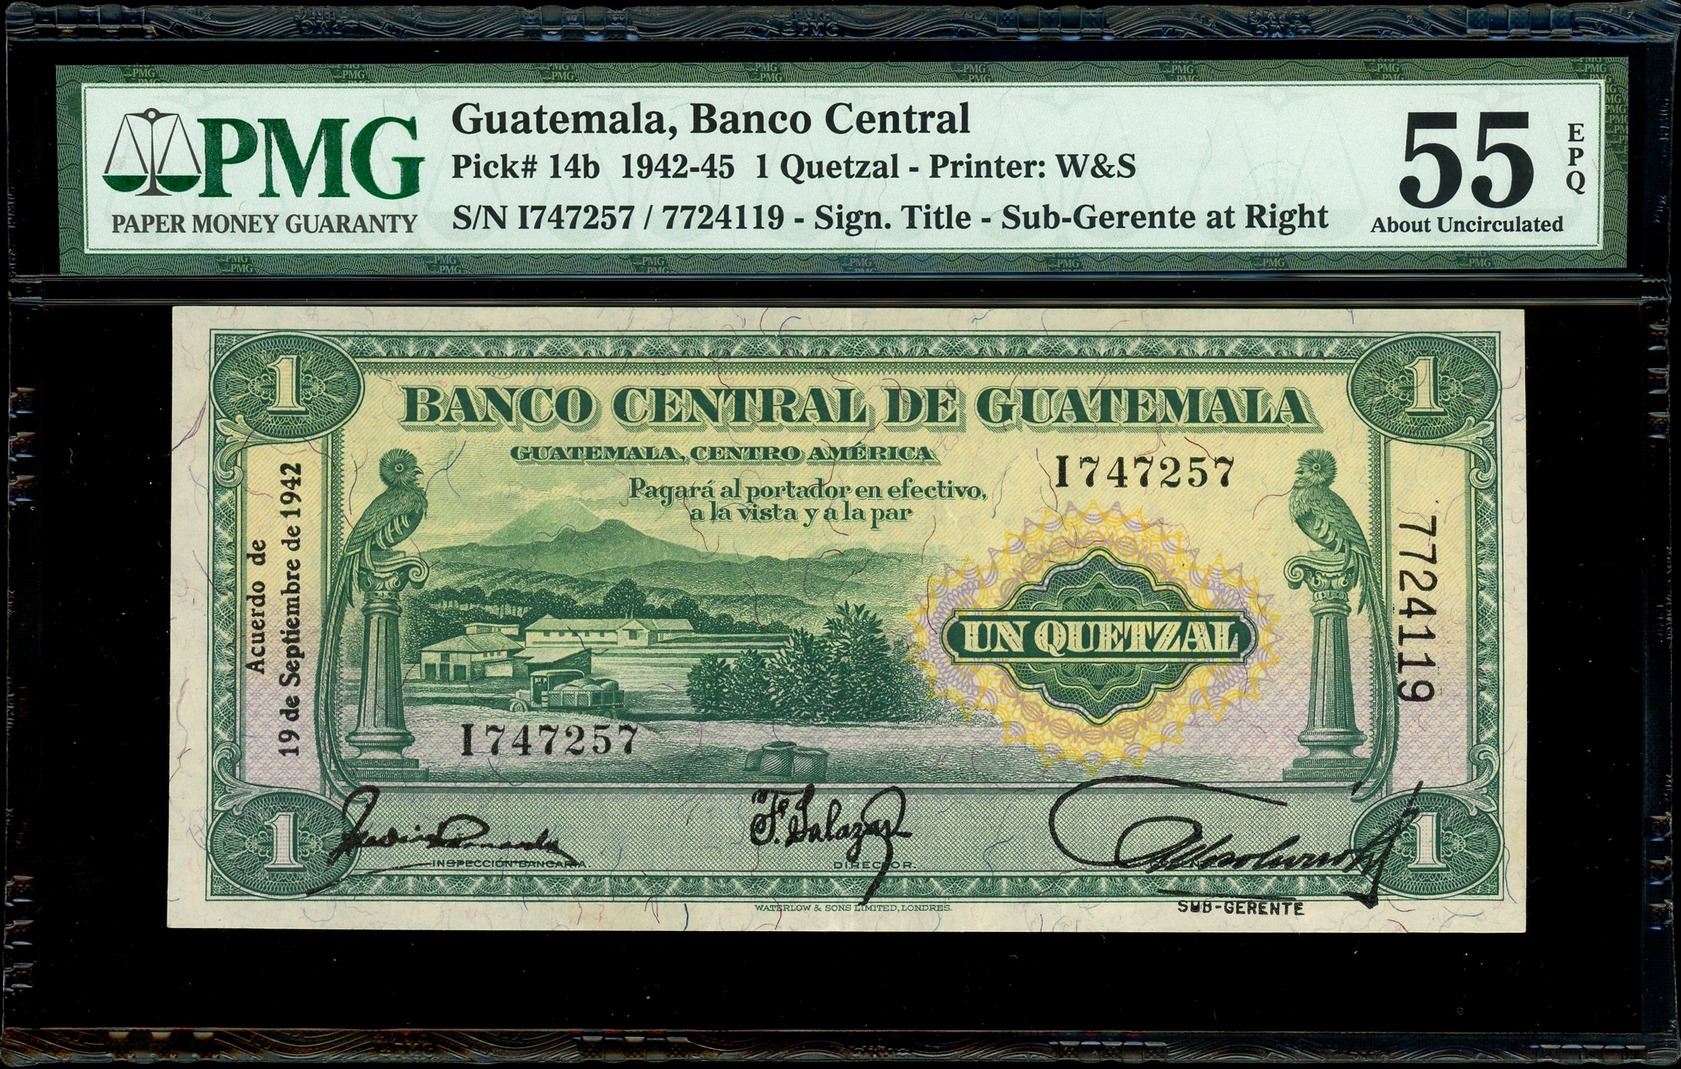 PMG
PAPER MONEY GUARANTY
Guatemala, Banco Central
Pick# 14b 1942-45 1 Quetzal - Printer: W&S
S/N I747257 / 7724119 - Sign. Title - Sub-Gerente at Right
55
EPQ
About Uncirculated
1
1
BANCO CENTRAL DE GUATEMALA
GUATEMALA, CENTRO AMÉRICA
I747257
Pagará al portador en efectivo,
a la vista y a la par
Acuerdo de
19 de Septiembre de 1942
7724119
UN QUETZAL
I747257
1
F. Salazar
1
INSPECCIÓN BANCARIA.
DIRECTOR.
SUB-GERENTE
WATERLOW & SONS LIMITED, LONDRES.